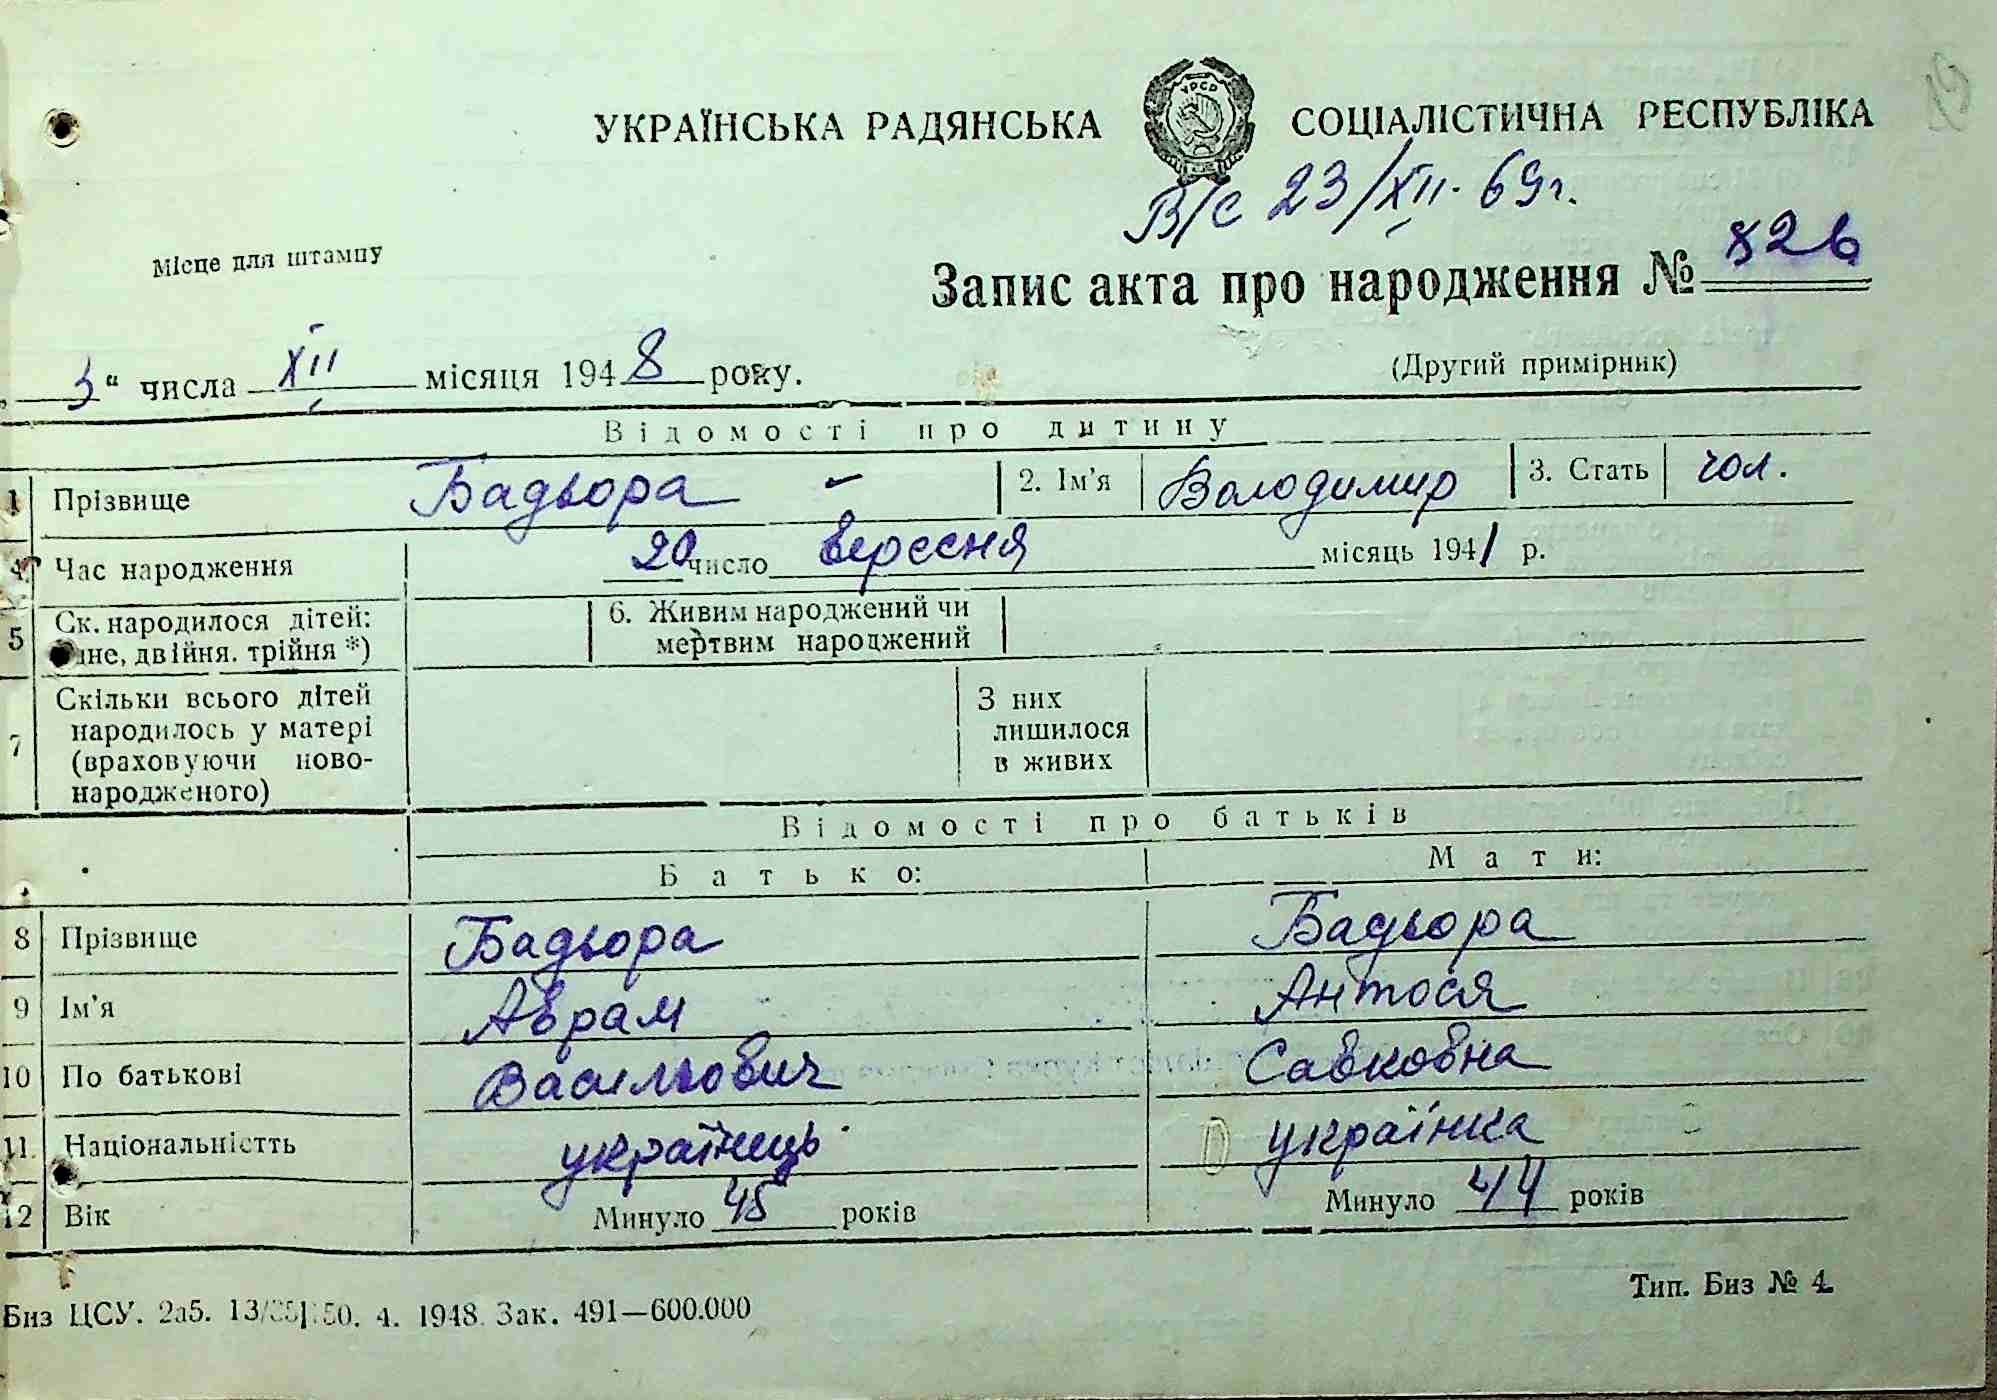 УКРАЇНСЬКА РАДЯНСЬКА СОЦІАЛІСТИЧНА РЕСПУБЛІКА
УРСР
В/С 23/XII. 69г.
Місце для штампу
Запис акта про народження № 826
„ 3 “ числа XII місяця 1948 року.
(Другий примірник)
Відомості про дитину
1 Прізвище Бадьора – 2. Ім'я Володимир 3. Стать чол.
4 Час народження 20 число вересня місяць 1941 р.
5 Ск. народилося дітей: 6. Живим народжений чи
одне, двійня. трійня *) мертвим народжений
7 Скільки всього дітей З них
народилось у матері лишилося
(враховуючи ново- в живих
народженого)
Відомості про батьків
Батько: Мати:
8 Прізвище Бадьора Бадьора
9 Ім'я Аврам Антося
10 По батькові Васильович Савковна
11. Національністть українець українка
12 Вік Минуло 45 років Минуло 44 років
Биз ЦСУ. 2а5. 50. 4. 1948. Зак. 491—600.000
Тип. Биз № 4.